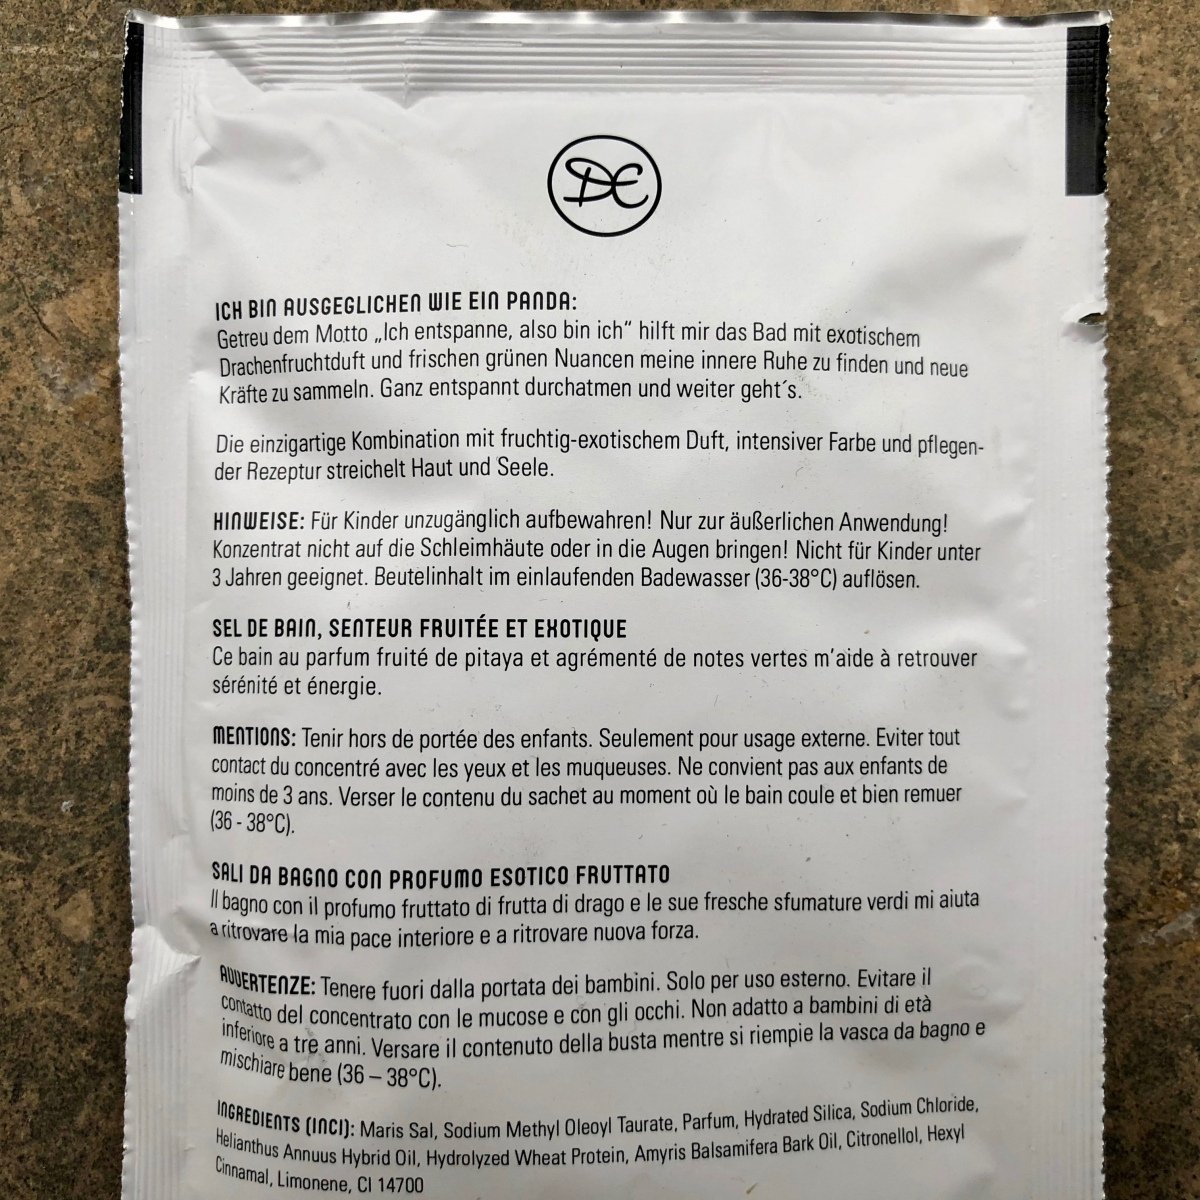 DC
ICH BIN AUSGEGLICHEN WIE EIN PANDA:
Getreu dem Motto „Ich entspanne, also bin ich“ hilft mir das Bad mit exotischem
Drachenfruchtduft und frischen grünen Nuancen meine innere Ruhe zu finden und neue
Kräfte zu sammeln. Ganz entspannt durchatmen und weiter geht´s.
Die einzigartige Kombination mit fruchtig-exotischem Duft, intensiver Farbe und pflegen-
der Rezeptur streichelt Haut und Seele.
HINWEISE: Für Kinder unzugänglich aufbewahren! Nur zur äußerlichen Anwendung!
Konzentrat nicht auf die Schleimhäute oder in die Augen bringen! Nicht für Kinder unter
3 Jahren geeignet. Beutelinhalt im einlaufenden Badewasser (36-38°C) auflösen.
SEL DE BAIN, SENTEUR FRUITÉE ET EXOTIQUE
Ce bain au parfum fruité de pitaya et agrémenté de notes vertes m’aide à retrouver
sérénité et énergie.
MENTIONS: Tenir hors de portée des enfants. Seulement pour usage externe. Eviter tout
contact du concentré avec les yeux et les muqueuses. Ne convient pas aux enfants de
moins de 3 ans. Verser le contenu du sachet au moment où le bain coule et bien remuer
(36 - 38°C).
SALI DA BAGNO CON PROFUMO ESOTICO FRUTTATO
Il bagno con il profumo fruttato di frutta di drago e le sue fresche sfumature verdi mi aiuta
a ritrovare la mia pace interiore e a ritrovare nuova forza.
AVVERTENZE: Tenere fuori dalla portata dei bambini. Solo per uso esterno. Evitare il
contatto del concentrato con le mucose e con gli occhi. Non adatto a bambini di età
inferiore a tre anni. Versare il contenuto della busta mentre si riempie la vasca da bagno e
mischiare bene (36 – 38°C).
INGREDIENTS (INCI): Maris Sal, Sodium Methyl Oleoyl Taurate, Parfum, Hydrated Silica, Sodium Chloride,
Helianthus Annuus Hybrid Oil, Hydrolyzed Wheat Protein, Amyris Balsamifera Bark Oil, Citronellol, Hexyl
Cinnamal, Limonene, CI 14700